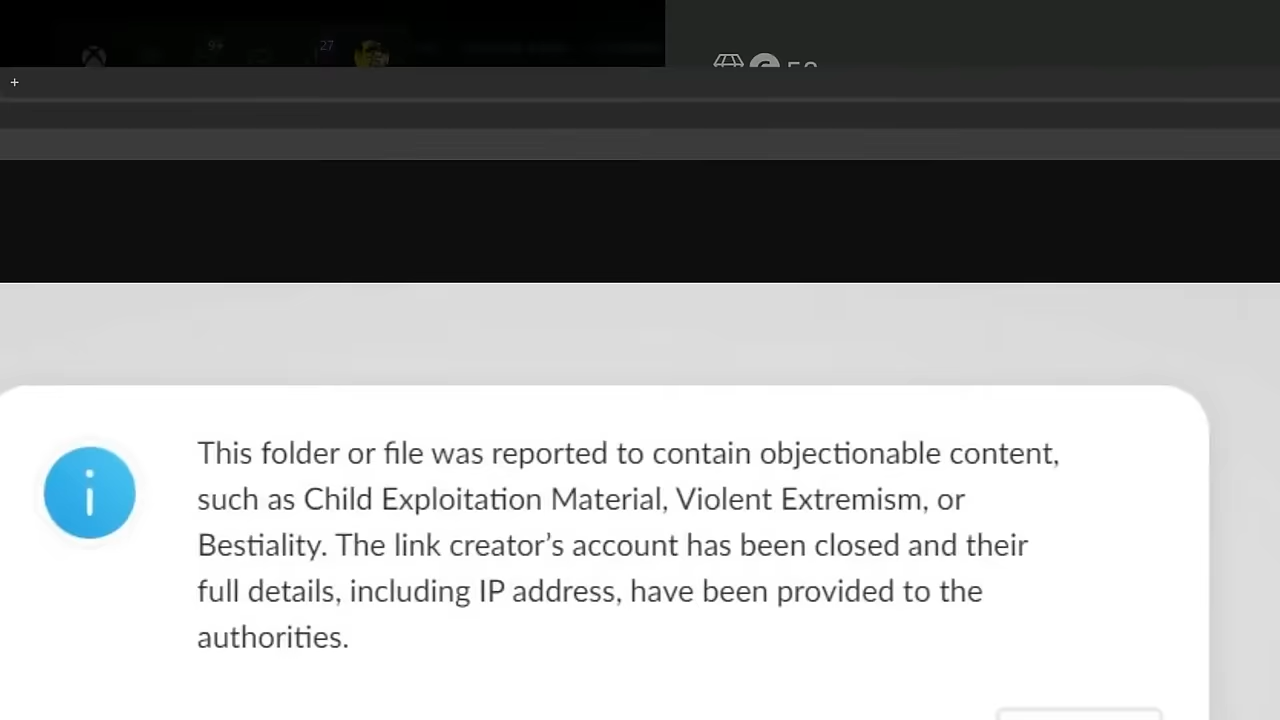 9+ 27
+
This folder or file was reported to contain objectionable content,
such as Child Exploitation Material, Violent Extremism, or
Bestiality. The link creator's account has been closed and their
full details, including IP address, have been provided to the
authorities.